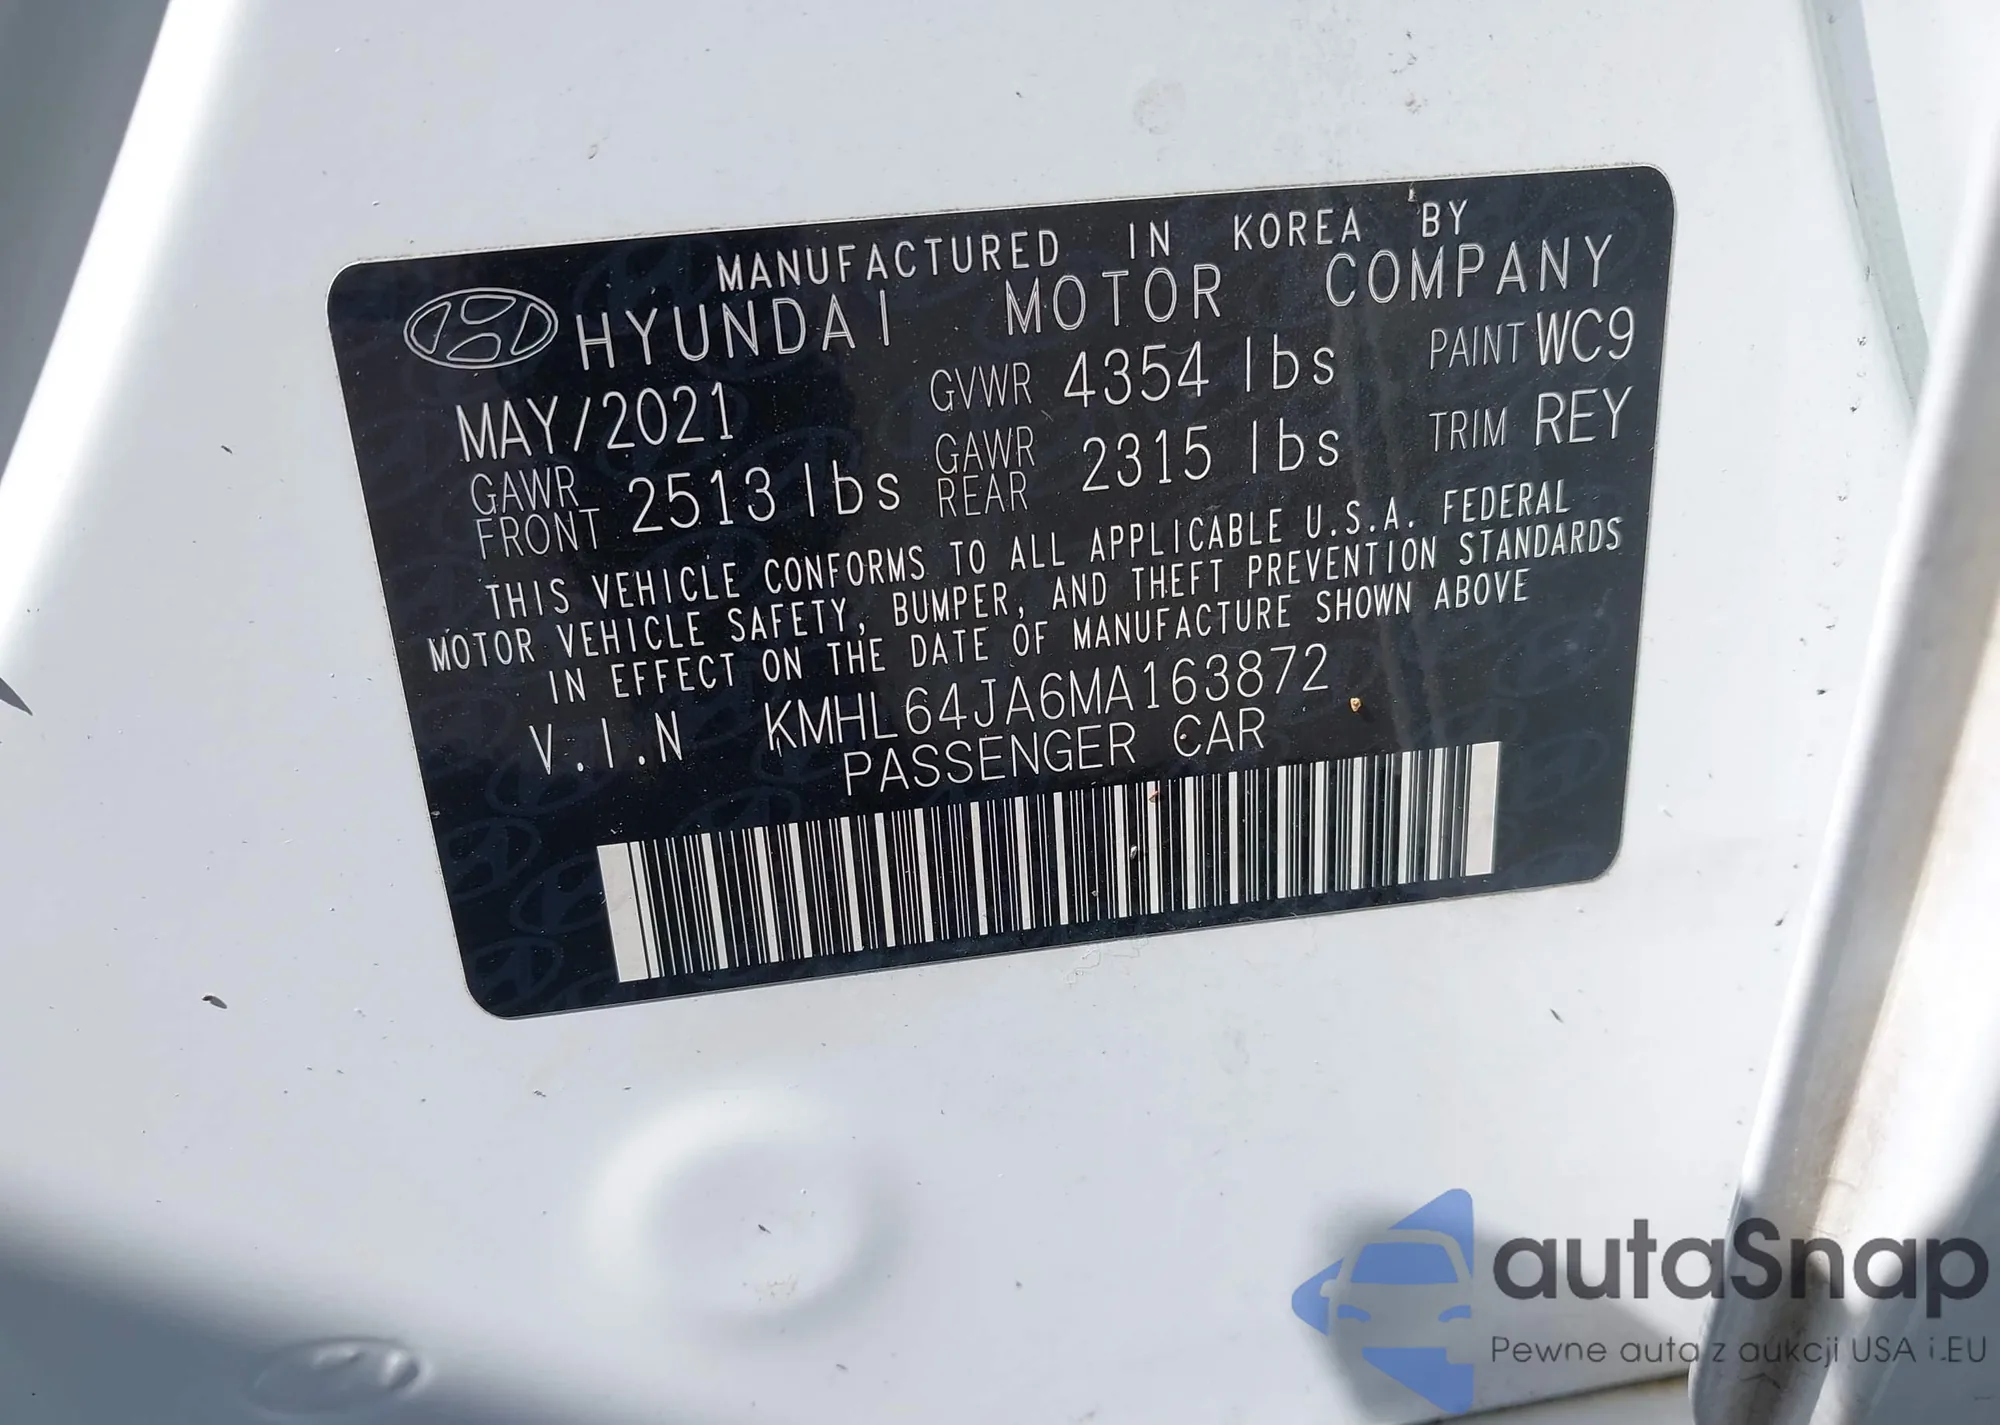 MANUFACTURED IN KOREA BY
HYUNDAI MOTOR COMPANY
MAY/2021 GVWR 4354 lbs PAINT WC9
GAWR FRONT 2513 lbs GAWR REAR 2315 lbs TRIM REY
THIS VEHICLE CONFORMS TO ALL APPLICABLE U.S.A. FEDERAL
MOTOR VEHICLE SAFETY, BUMPER, AND THEFT PREVENTION STANDARDS
IN EFFECT ON THE DATE OF MANUFACTURE SHOWN ABOVE
V.I.N KMHL64JA6MA163872
PASSENGER CAR
autaSnap
Pewne auta z aukcji USA i EU